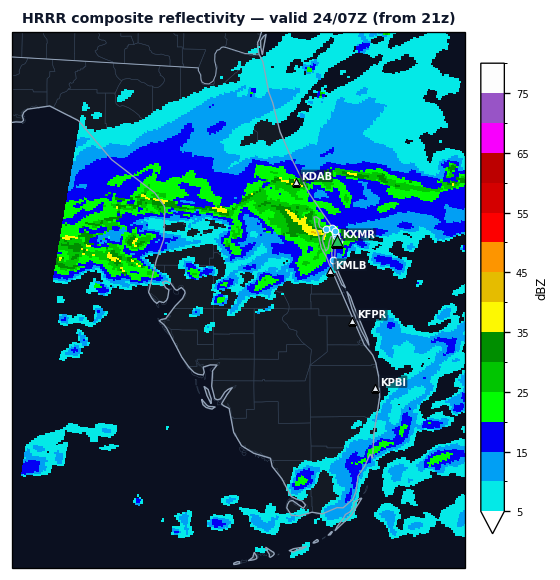 HRRR composite reflectivity — valid 24/07Z (from 21z)
KDAB
KXMR
KMLB
KFPR
KPBI
75
65
55
45
35
25
15
5
dBZ